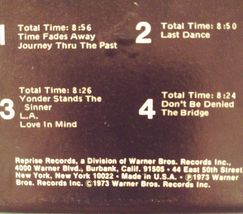 1 Total Time: 8:56
Time Fades Away
Journey Thru The Past
2 Total Time: 8:50
Last Dance
3 Total Time: 8:26
Yonder Stands The
Sinner
L.A.
Love In Mind
4 Total Time: 8:24
Don't Be Denied
The Bridge
Reprise Records, a Division of Warner Bros. Records Inc.,
4000 Warner Blvd., Burbank, Calif. 91505 • 44 East 50th Street
New York, New York 10022 • Made in U.S.A. • ℗1973 Warner
Bros. Records Inc. ©1973 Warner Bros. Records Inc.